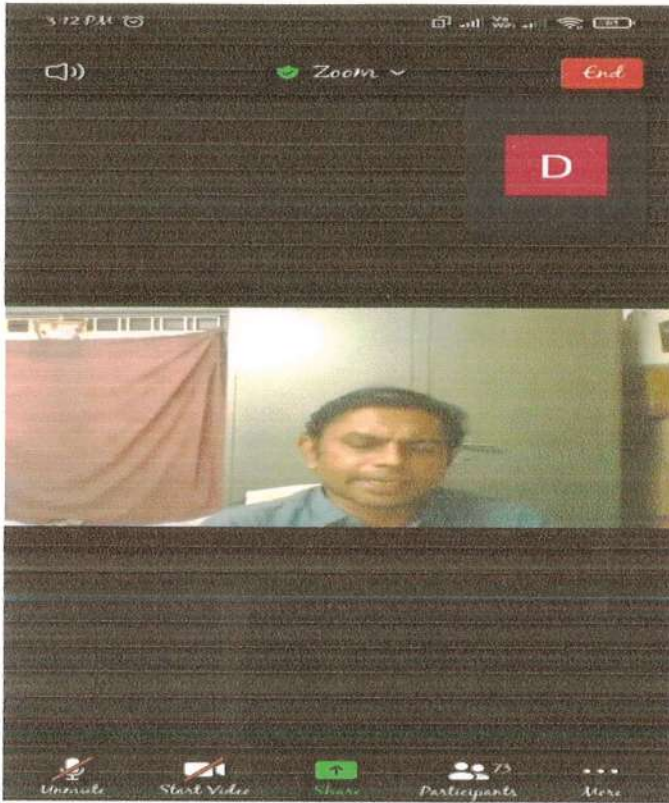 3:12 PM
Zoom
End
D
73
Unmute
Start Video
Share
Participants
More